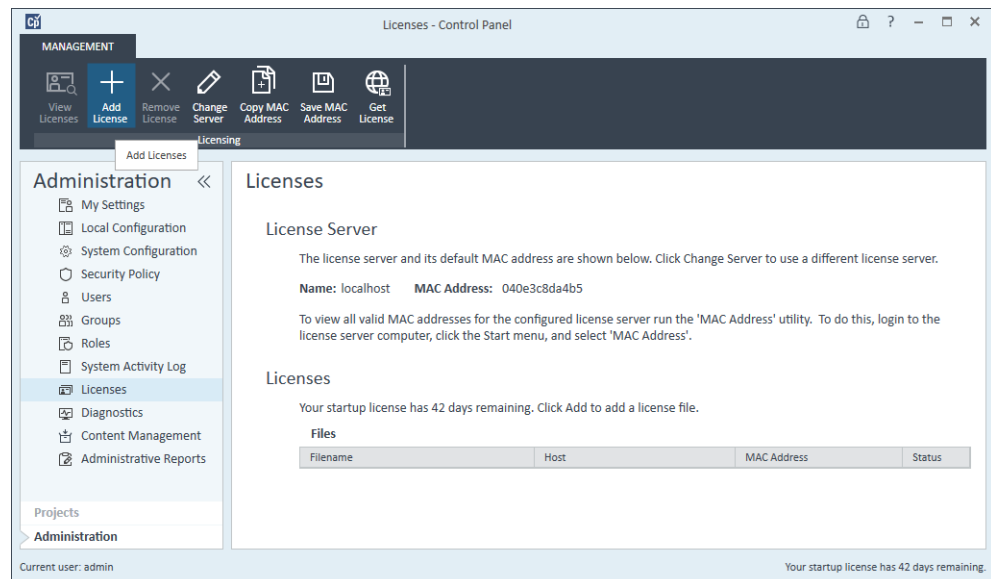 Licenses - Control Panel
?
MANAGEMENT
View Licenses
Add License
Remove License
Change Server
Copy MAC Address
Save MAC Address
Get License
Licensing
Add Licenses
Administration
My Settings
Local Configuration
System Configuration
Security Policy
Users
Groups
Roles
System Activity Log
Licenses
Diagnostics
Content Management
Administrative Reports
Projects
Administration
Licenses
License Server
The license server and its default MAC address are shown below. Click Change Server to use a different license server.
Name: localhost MAC Address: 040e3c8da4b5
To view all valid MAC addresses for the configured license server run the 'MAC Address' utility. To do this, login to the
license server computer, click the Start menu, and select 'MAC Address'.
Licenses
Your startup license has 42 days remaining. Click Add to add a license file.
Files
Filename Host MAC Address Status
Current user: admin
Your startup license has 42 days remaining.